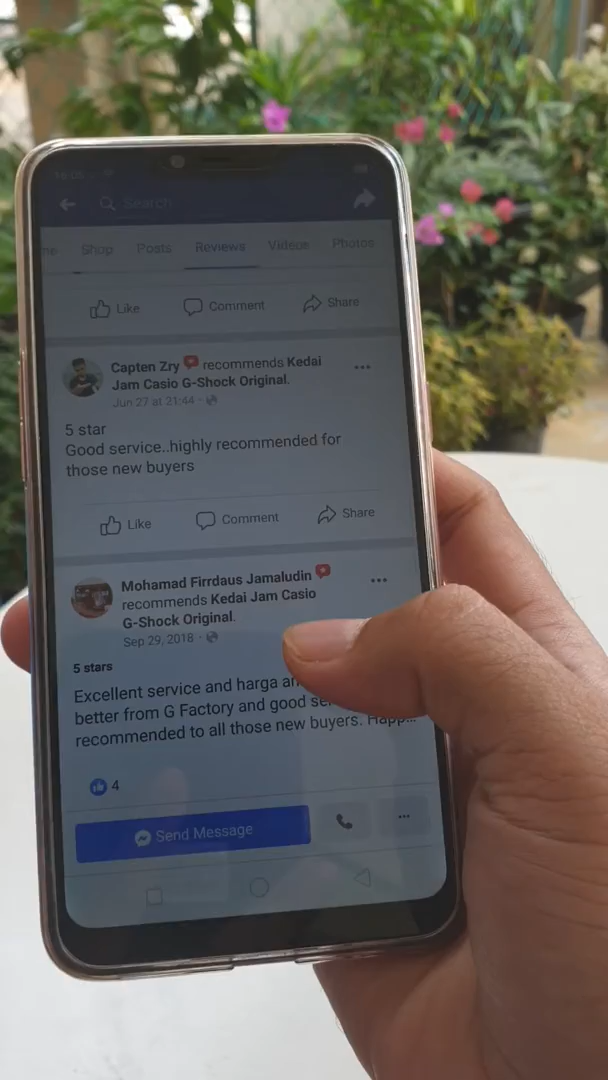 Search
Shop Posts Reviews Videos Photos
Like Comment Share
Capten Zry recommends Kedai
Jam Casio G-Shock Original.
Jun 27 at 21:44
5 star
Good service..highly recommended for
those new buyers
Like Comment Share
Mohamad Firrdaus Jamaludin
recommends Kedai Jam Casio
G-Shock Original.
Sep 29, 2018
5 stars
Excellent service and harga
better from G Factory and good
recommended to all those new buyers.
4
Send Message